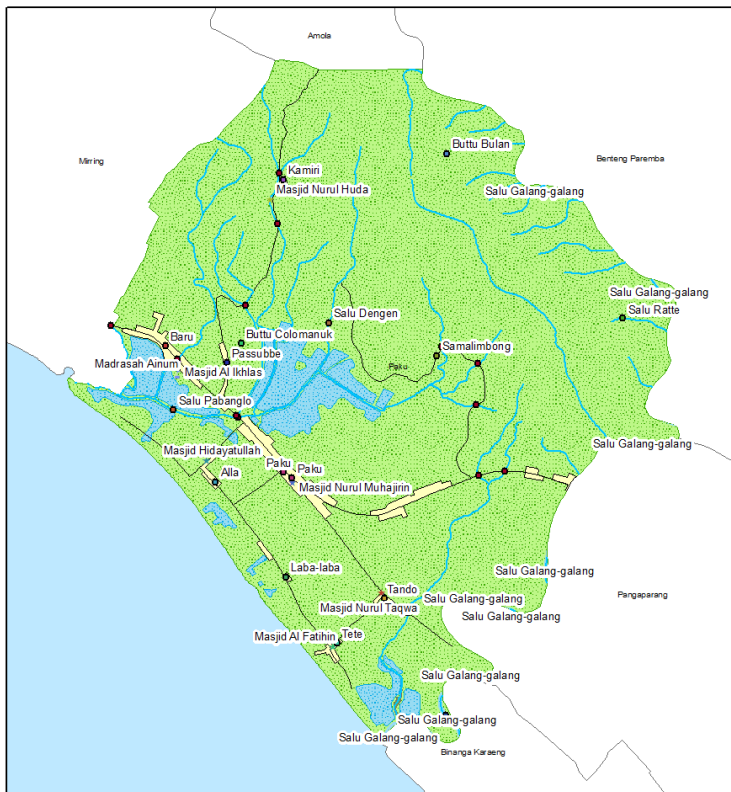 Amola
Mirring
Buttu Bulan
Benteng Paremba
Kamiri
Masjid Nurul Huda
Salu Galang-galang
Salu Galang-galang
Salu Ratte
Salu Dengen
Baru
Buttu Colomanuk
Passubbe
Samalimbong
Madrasah Ainum
Masjid Al Ikhlas
Paku
Salu Pabanglo
Masjid Hidayatullah
Salu Galang-galang
Paku
Paku
Alla
Masjid Nurul Muhajirin
Laba-laba
Salu Galang-galang
Tando
Salu Galang-galang
Pangaparang
Masjid Nurul Taqwa
Salu Galang-galang
Masjid Al Fatihin
Tete
Salu Galang-galang
Salu Galang-galang
Salu Galang-galang
Binanga Karaeng